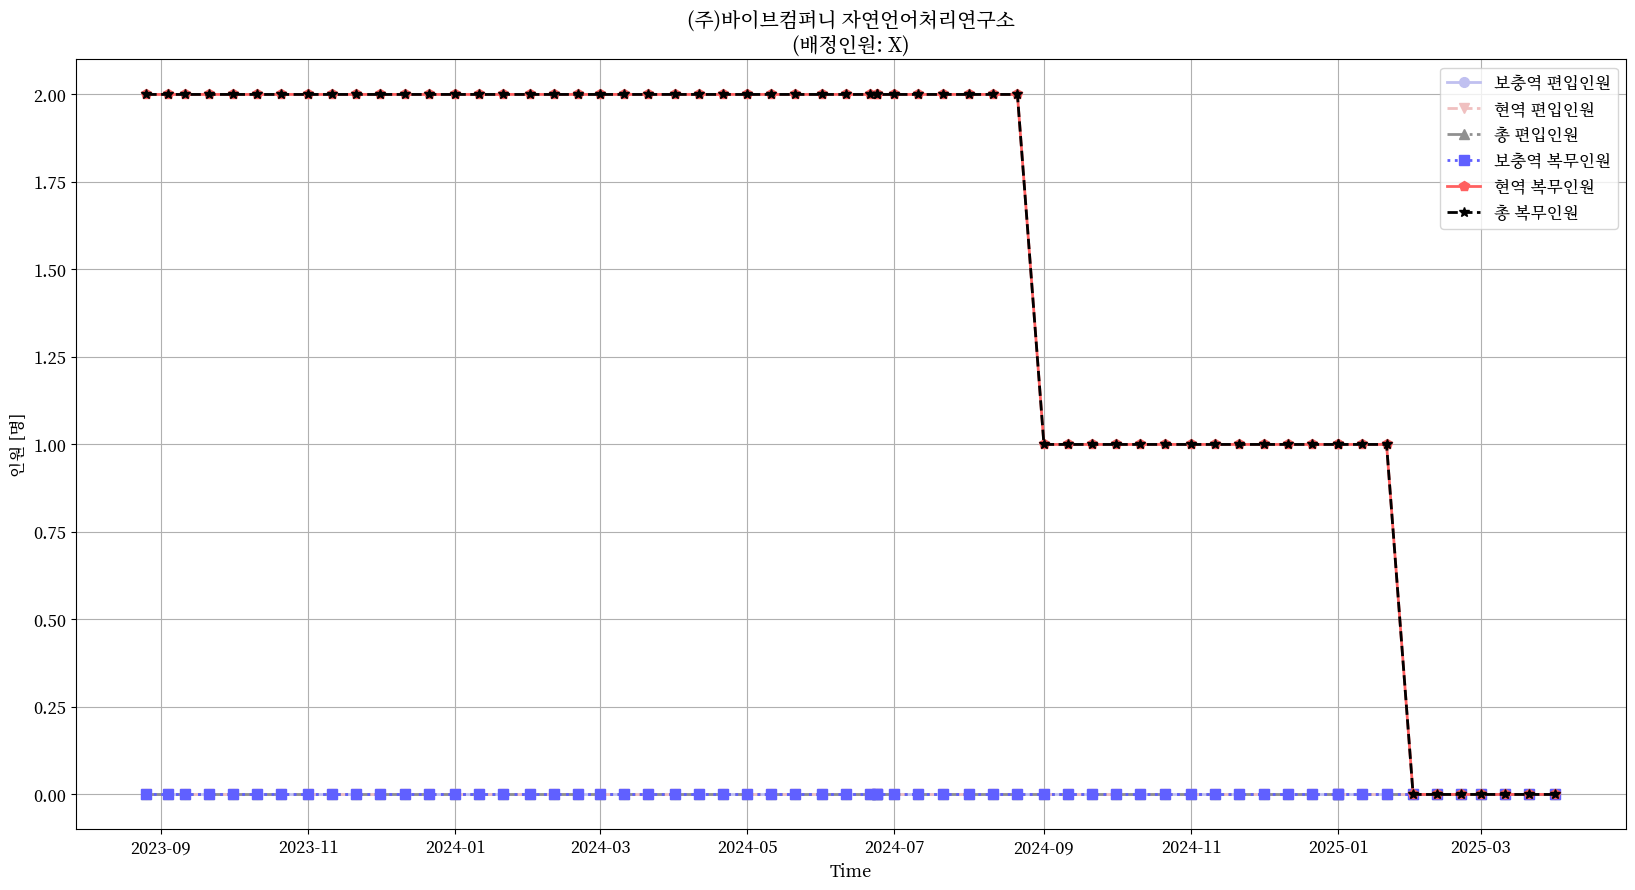 (주)바이브컴퍼니 자연언어처리연구소
(배정인원: X)
보충역 편입인원
현역 편입인원
총 편입인원
보충역 복무인원
현역 복무인원
총 복무인원
2.00
1.75
1.50
1.25
1.00
0.75
0.50
0.25
0.00
인원 [명]
2023-09 2023-11 2024-01 2024-03 2024-05 2024-07 2024-09 2024-11 2025-01 2025-03
Time